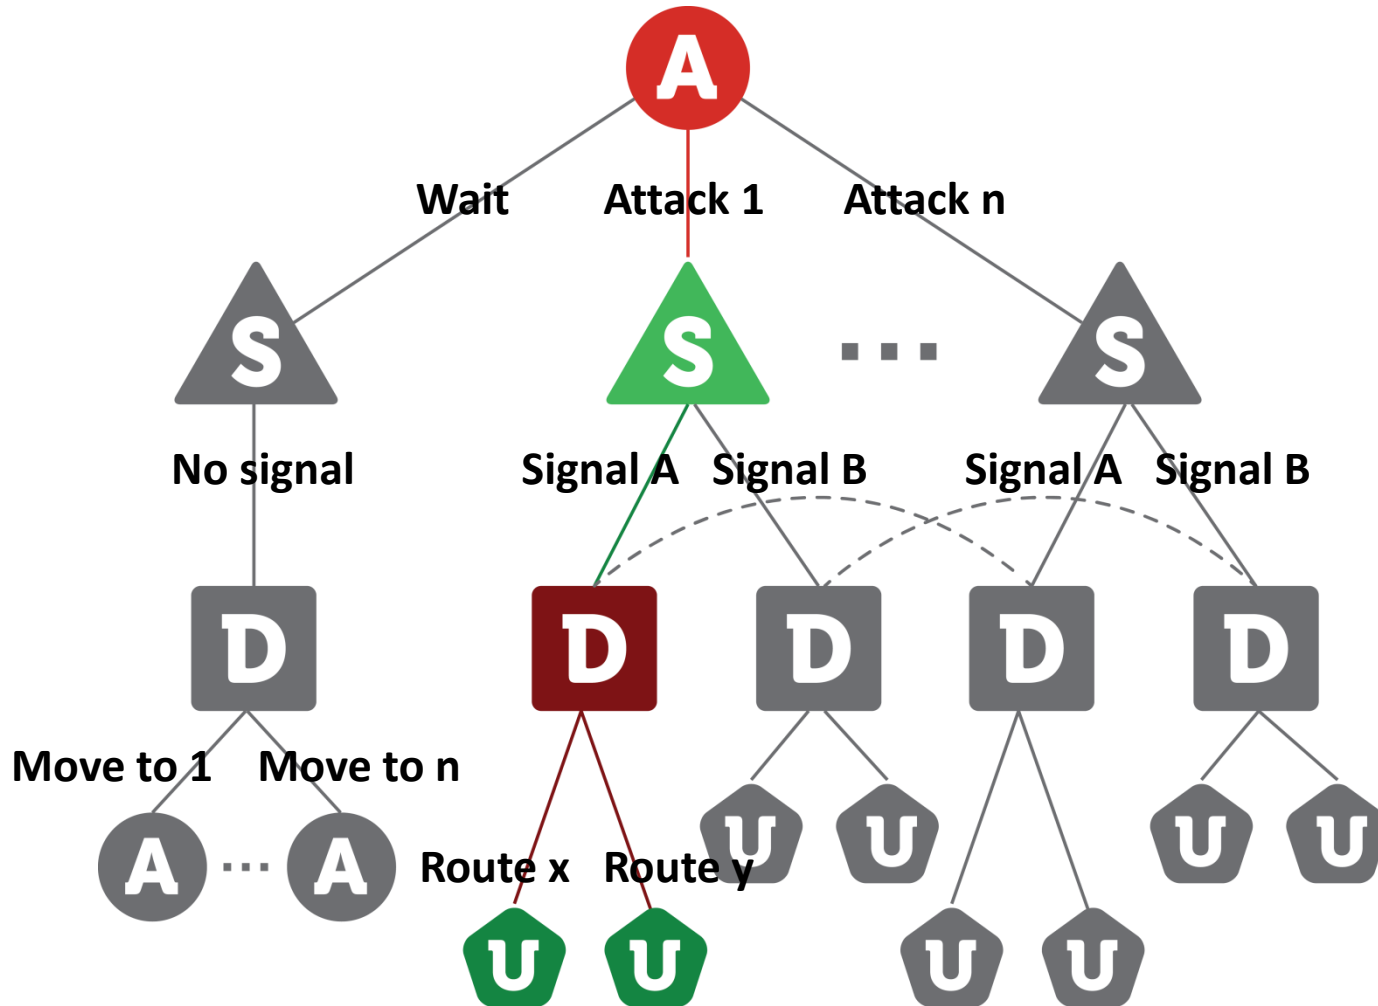 A
Wait
Attack 1
Attack n
S
S
...
S
No signal
Signal A
Signal B
Signal A
Signal B
D
D
D
D
D
Move to 1
Move to n
U
U
U
U
A
...
A
Route x
Route y
U
U
U
U